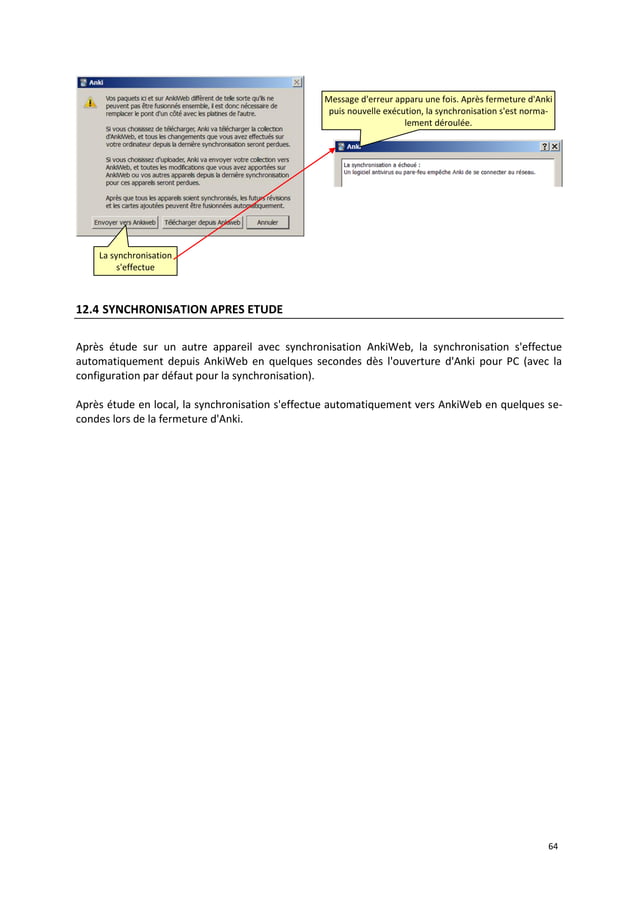 Anki
Vos paquets ici et sur AnkiWeb diffèrent de telle sorte qu'ils ne
peuvent pas être fusionnés ensemble, il est donc nécessaire de
remplacer le pont d'un côté avec les platines de l'autre.
Si vous choisissez de télécharger, Anki va télécharger la collection
d'AnkiWeb, et tous les changements que vous avez effectués sur
votre ordinateur depuis la dernière synchronisation seront perdues.
Si vous choisissez d'uploader, Anki va envoyer votre collection vers
AnkiWeb, et toutes les modifications que vous avez apportées sur
AnkiWeb ou vos autres appareils depuis la dernière synchronisation
pour ces appareils seront perdues.
Après que tous les appareils soient synchronisés, les futurs révisions
et les cartes ajoutées peuvent être fusionnées automatiquement.
Envoyer vers Ankiweb Télécharger depuis Ankiweb Annuler
La synchronisation
s'effectue
Message d'erreur apparu une fois. Après fermeture d'Anki
puis nouvelle exécution, la synchronisation s'est norma-
lement déroulée.
Anki
La synchronisation a échoué :
Un logiciel antivirus ou pare-feu empêche Anki de se connecter au réseau.
12.4 SYNCHRONISATION APRES ETUDE
Après étude sur un autre appareil avec synchronisation AnkiWeb, la synchronisation s'effectue
automatiquement depuis AnkiWeb en quelques secondes dès l'ouverture d'Anki pour PC (avec la
configuration par défaut pour la synchronisation).
Après étude en local, la synchronisation s'effectue automatiquement vers AnkiWeb en quelques se-
condes lors de la fermeture d'Anki.
64